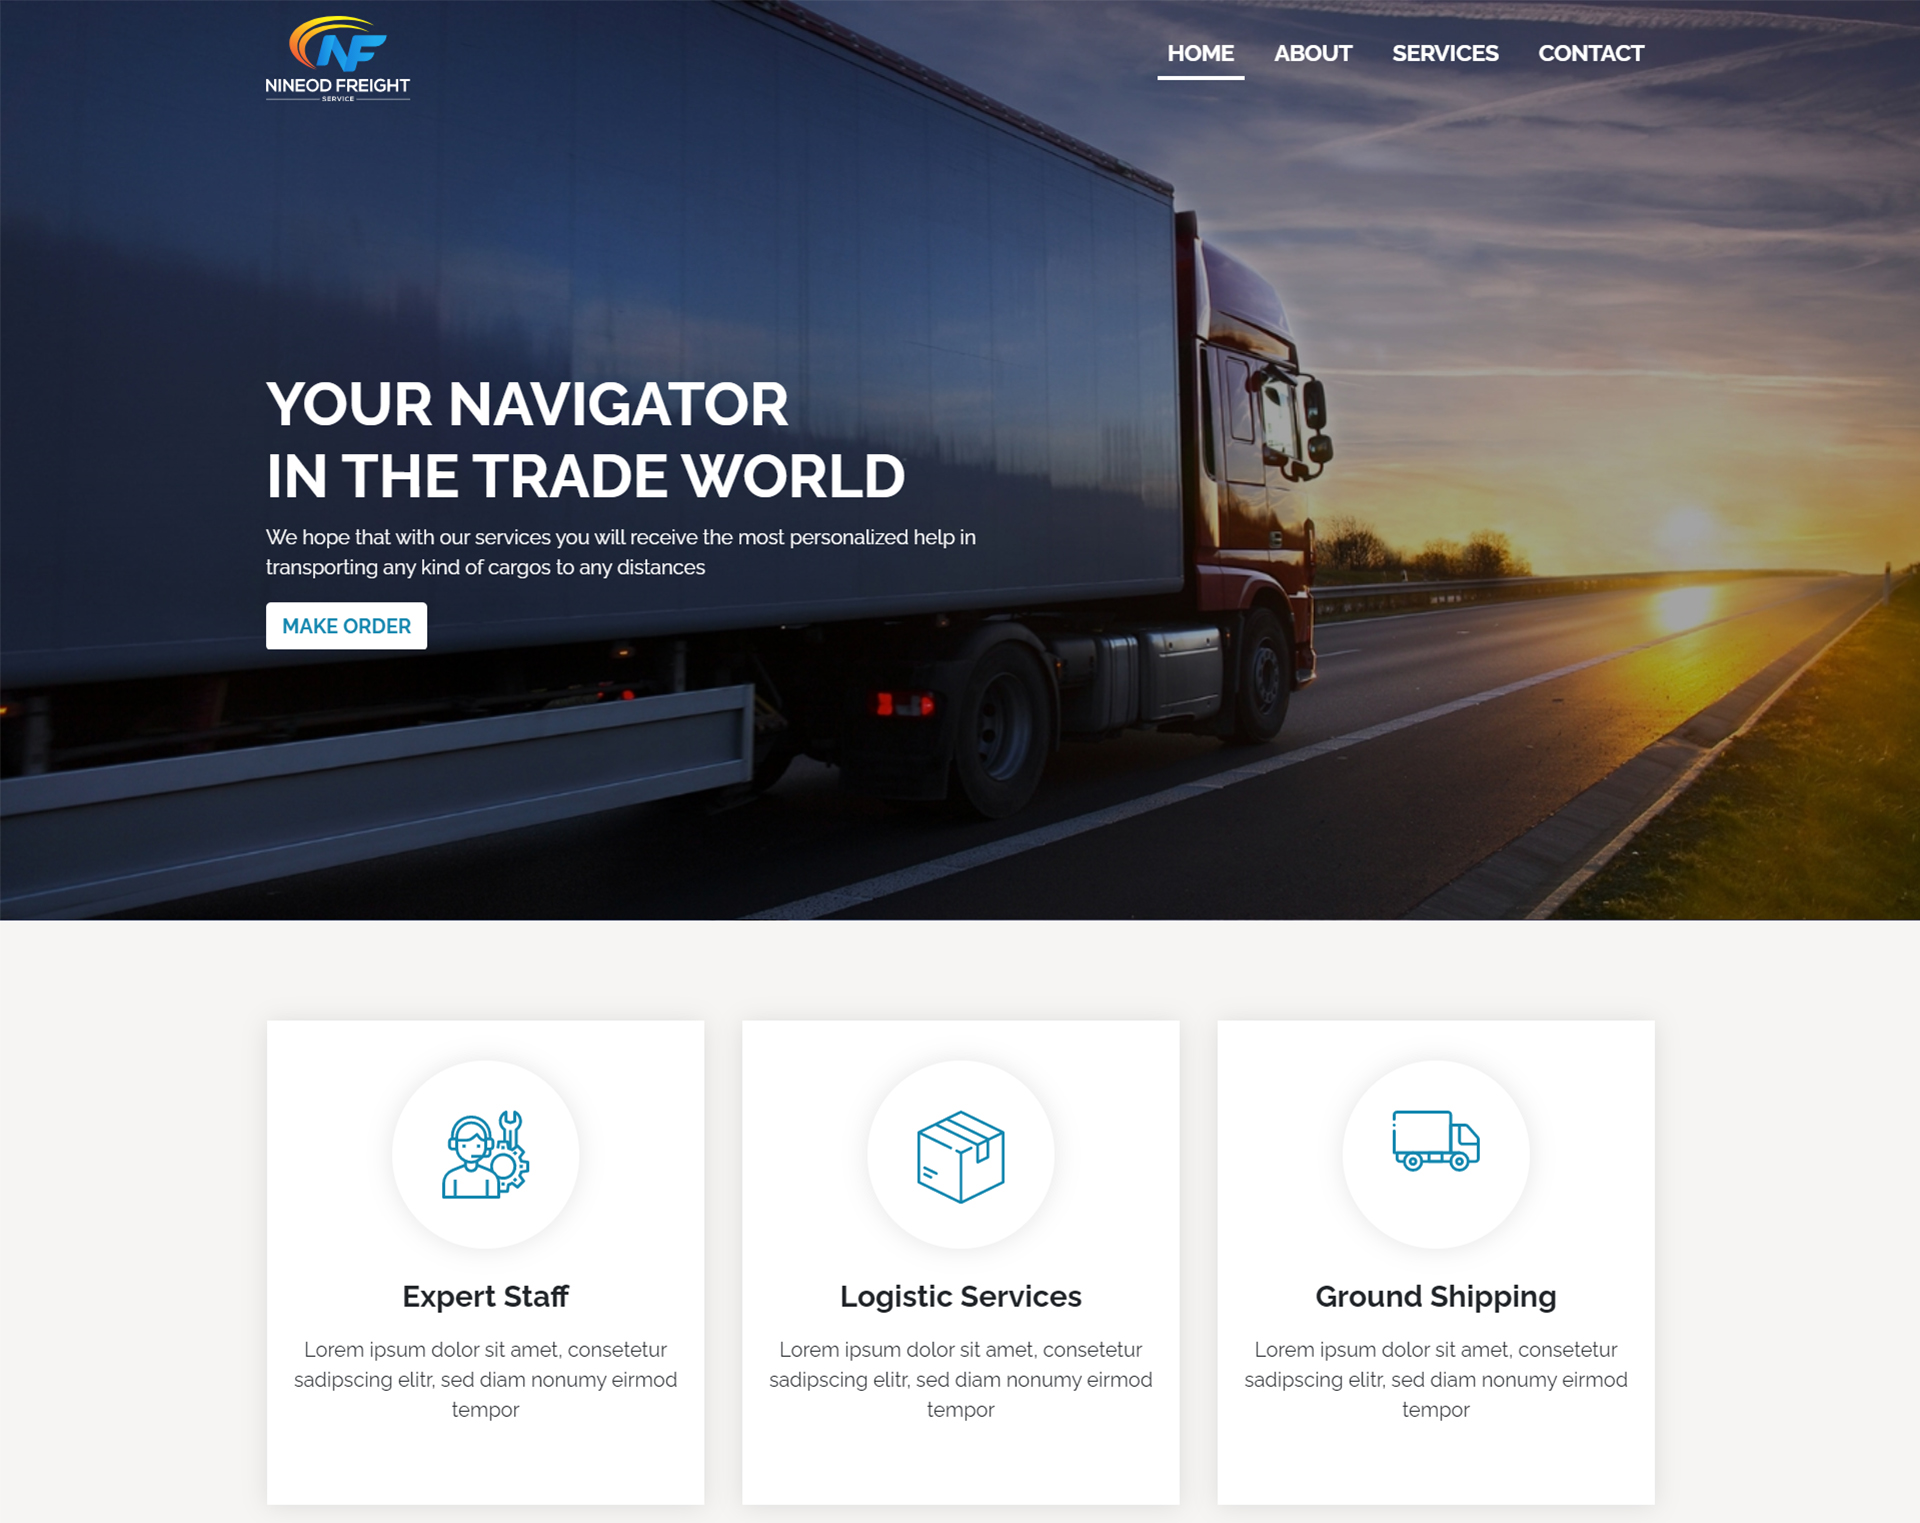 NF
NINEOD FREIGHT
SERVICE
HOME ABOUT SERVICES CONTACT
YOUR NAVIGATOR
IN THE TRADE WORLD
We hope that with our services you will receive the most personalized help in
transporting any kind of cargos to any distances
MAKE ORDER
Expert Staff
Lorem ipsum dolor sit amet, consetetur
sadipscing elitr, sed diam nonumy eirmod
tempor
Logistic Services
Lorem ipsum dolor sit amet, consetetur
sadipscing elitr, sed diam nonumy eirmod
tempor
Ground Shipping
Lorem ipsum dolor sit amet, consetetur
sadipscing elitr, sed diam nonumy eirmod
tempor